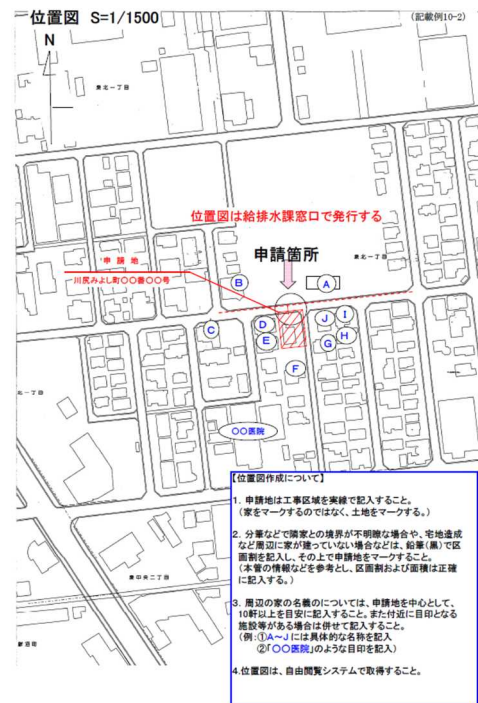 位置図 S=1/1500
(記載例10-2)
N
東北一丁目
位置図は給排水課窓口で発行する
申請地
川尻みよし町〇〇番〇〇号
申請箇所
東北一丁目
B
A
C
D
E
J
I
G
H
F
〇〇医院
【位置図作成について】
1. 申請地は工事区域を実線で記入すること。
(家をマークするのではなく、土地をマークする。)
2. 分筆などで隣家との境界が不明瞭な場合や、宅地造成
など周辺に家が建っていない場合などは、鉛筆(黒)で区
画割を記入し、その上で申請地をマークすること。
(本管の情報などを参考とし、区画割および面積は正確
に記入する。)
3. 周辺の家の名義のについては、申請地を中心として、
10軒以上を目安に記入すること。また付近に目印となる
施設等がある場合は併せて記入すること。
(例:①A~Jには具体的な名称を記入
②「〇〇医院」のような目印を記入)
4.位置図は、自由閲覧システムで取得すること。
東中央二丁目